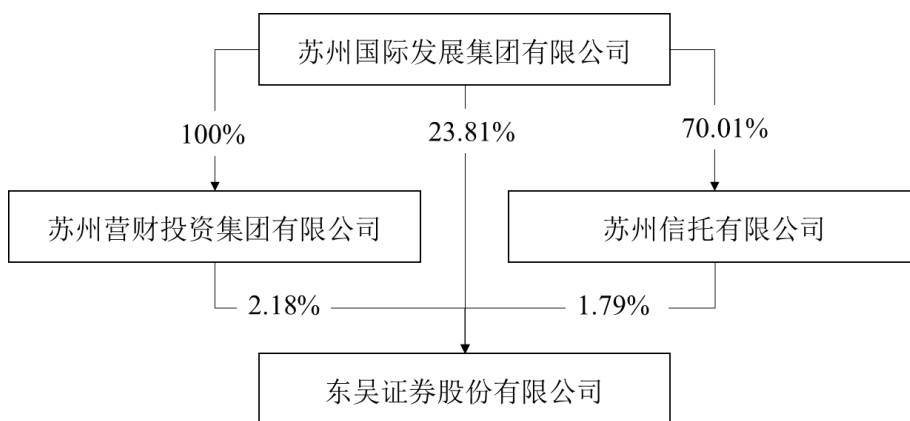 苏州国际发展集团有限公司
100%
23.81%
70.01%
苏州营财投资集团有限公司
苏州信托有限公司
2.18%
1.79%
东吴证券股份有限公司